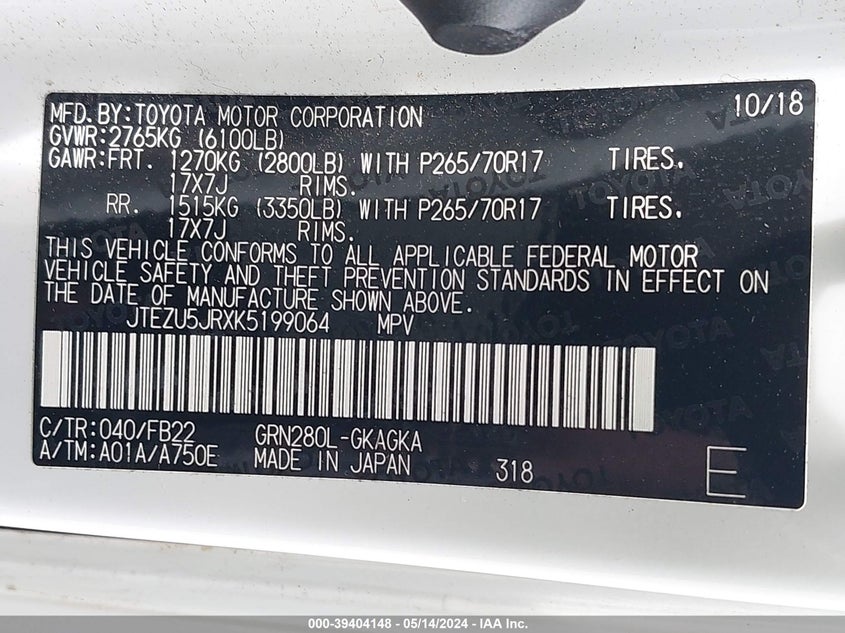 MFD.BY:TOYOTA MOTOR CORPORATION 10/18
GVWR:2765KG (6100LB)
GAWR:FRT. 1270KG (2800LB) WITH P265/70R17 TIRES.
17X7J RIMS.
RR. 1515KG (3350LB) WITH P265/70R17 TIRES.
17X7J RIMS.
THIS VEHICLE CONFORMS TO ALL APPLICABLE FEDERAL MOTOR
VEHICLE SAFETY AND THEFT PREVENTION STANDARDS IN EFFECT ON
THE DATE OF MANUFACTURE SHOWN ABOVE.
JTEZU5JRXK5199064 MPV
C/TR:040/FB22 GRN280L-GKAGKA
A/TM:A01A/A750E MADE IN JAPAN 318 E
000-39404148 - 05/14/2024 - IAA Inc.